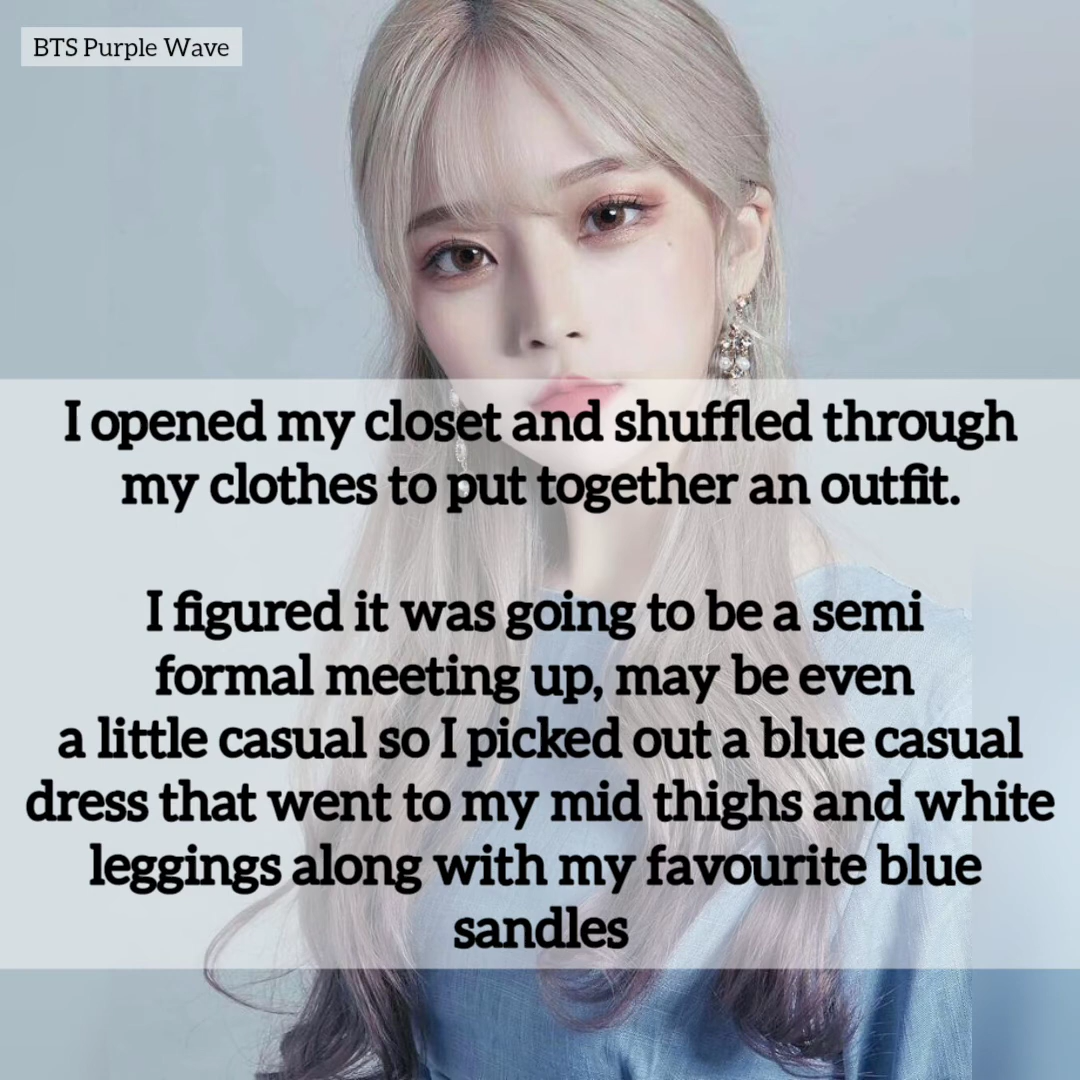 BTS Purple Wave
I opened my closet and shuffled through
my clothes to put together an outfit.
I figured it was going to be a semi
formal meeting up, may be even
a little casual so I picked out a blue casual
dress that went to my mid thighs and white
leggings along with my favourite blue
sandles